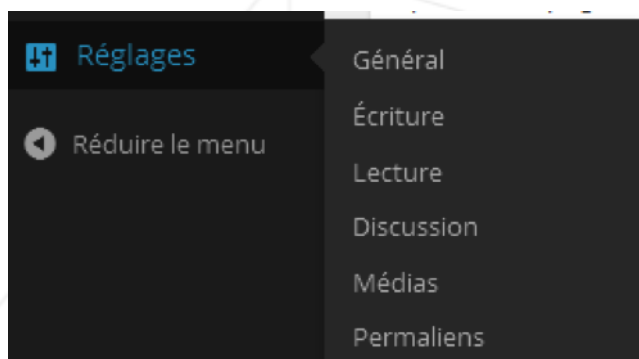 Réglages
Général
Écriture
Réduire le menu
Lecture
Discussion
Médias
Permaliens